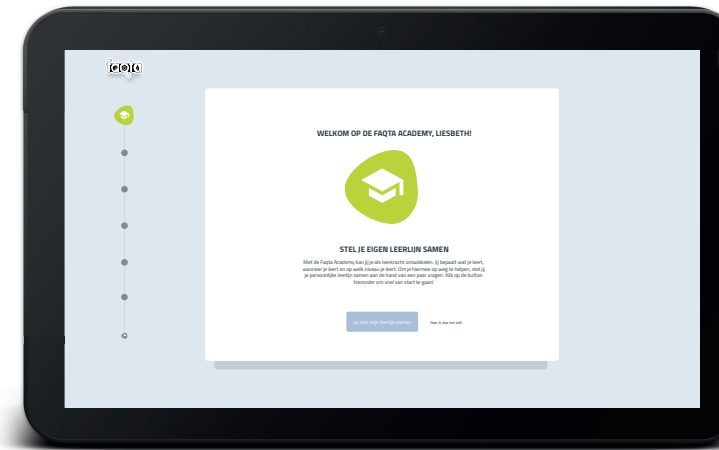 FAQTA
WELKOM OP DE FAQTA ACADEMY, LIESBETH!
STEL JE EIGEN LEERLIJN SAMEN
Met de Faqta Academy kan jij je als leerkracht ontwikkelen. Jij bepaalt wat je leert,
wanneer je leert en op welk niveau je leert. Om je hiermee op weg te helpen, stel jij
je persoonlijke leerlijn samen aan de hand van een paar vragen. Klik op de button
hieronder om snel van start te gaan!
Ja, stel mijn leerlijn samen
Nee, ik doe het zelf